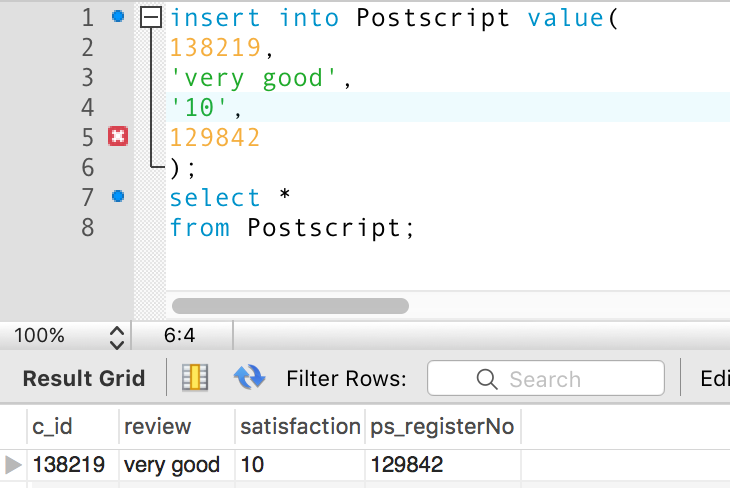 1 insert into Postscript value(
2 138219,
3 'very good',
4 '10',
5 129842
6 );
7 select *
8 from Postscript;
100% 6:4
Result Grid Filter Rows: Search Edi
c_id review satisfaction ps_registerNo
138219 very good 10 129842